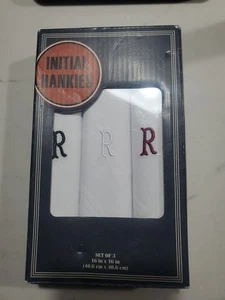 INITIAL
HANKIES
R R R
SET OF 3
16 in x 16 in
(40.6 cm x 40.6 cm)